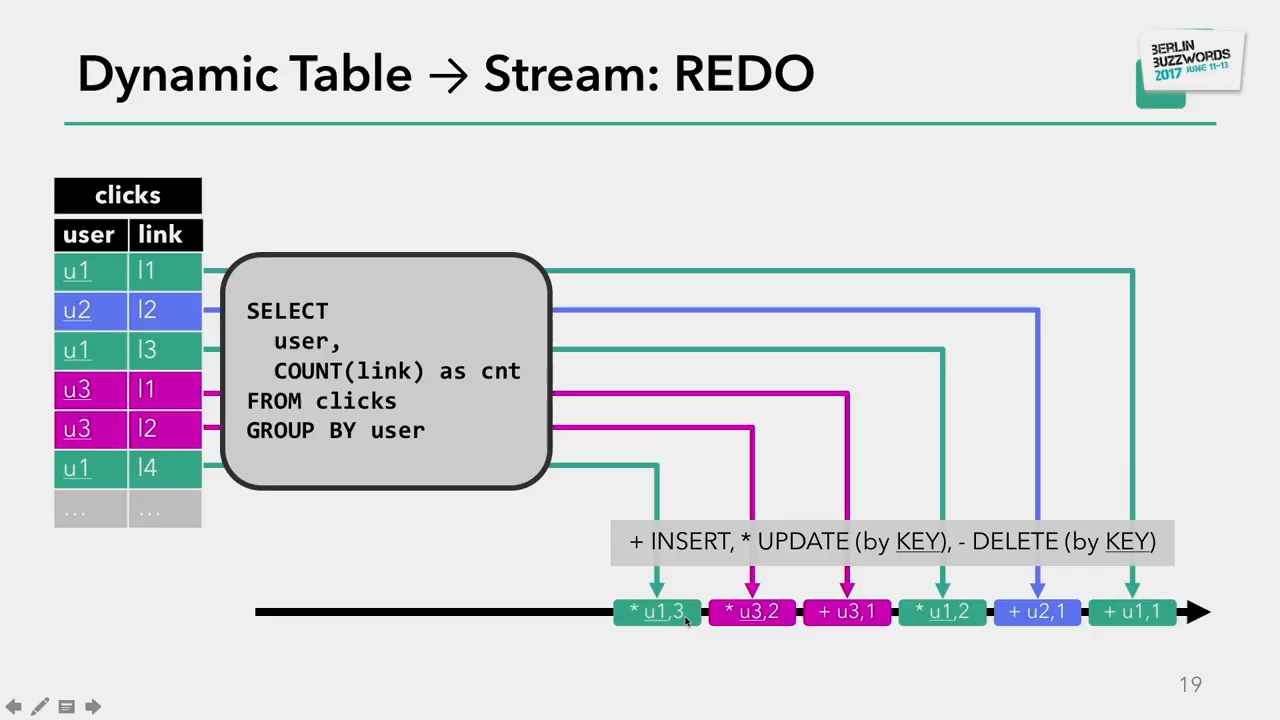 Dynamic Table → Stream: REDO
BERLIN
BUZZWORDS
2017 JUNE 11-13
clicks
user link
u1 l1
u2 l2
u1 l3
u3 l1
u3 l2
u1 l4
... ...
SELECT
user,
COUNT(link) as cnt
FROM clicks
GROUP BY user
+ INSERT, * UPDATE (by KEY), - DELETE (by KEY)
* u1,3 * u3,2 + u3,1 * u1,2 + u2,1 + u1,1
19